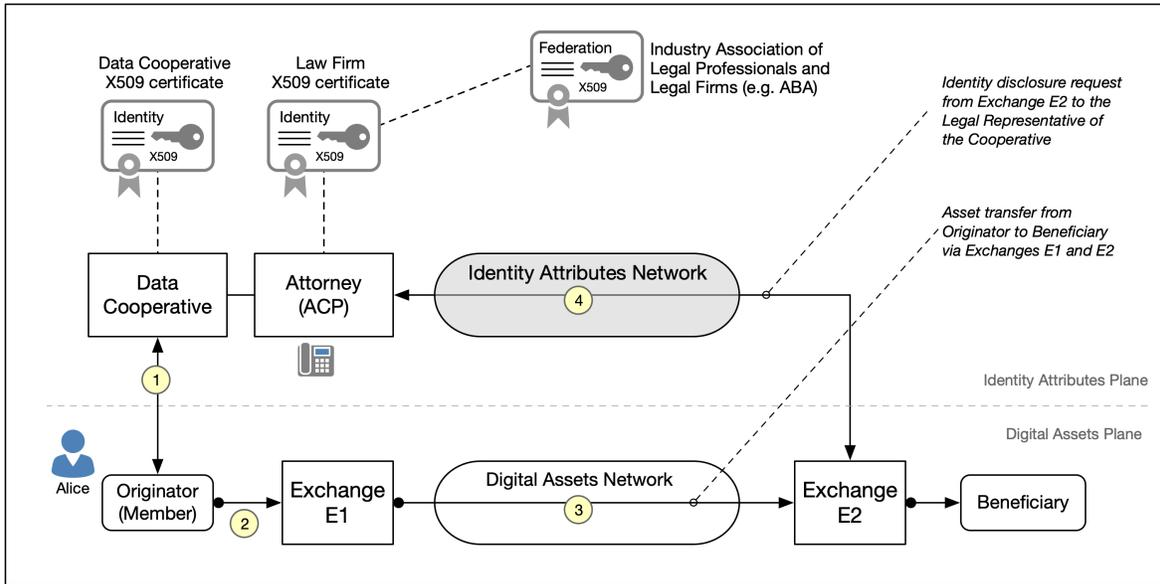 Data Cooperative
X509 certificate
Identity
X509
Law Firm
X509 certificate
Identity
X509
Federation
X509
Industry Association of
Legal Professionals and
Legal Firms (e.g. ABA)
Identity disclosure request
from Exchange E2 to the
Legal Representative of
the Cooperative
Asset transfer from
Originator to Beneficiary
via Exchanges E1 and E2
Data
Cooperative
Attorney
(ACP)
Identity Attributes Network
4
1
Identity Attributes Plane
Digital Assets Plane
Alice
Originator
(Member)
2
Exchange
E1
Digital Assets Network
3
Exchange
E2
Beneficiary